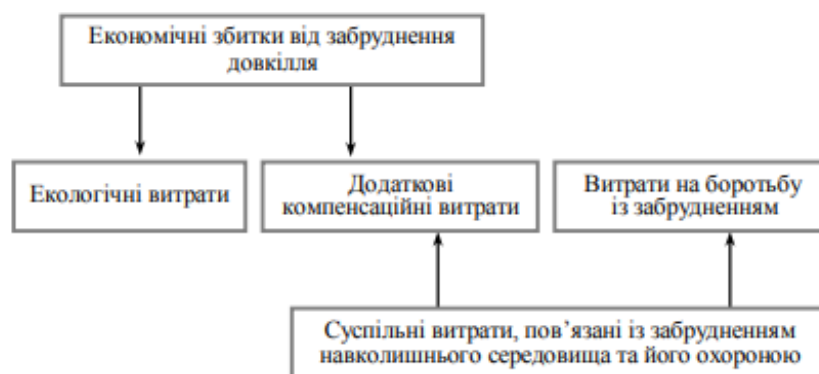 Економічні збитки від забруднення
довкілля
Екологічні витрати
Додаткові
компенсаційні витрати
Витрати на боротьбу
із забрудненням
Суспільні витрати, пов’язані із забрудненням
навколишнього середовища та його охороною